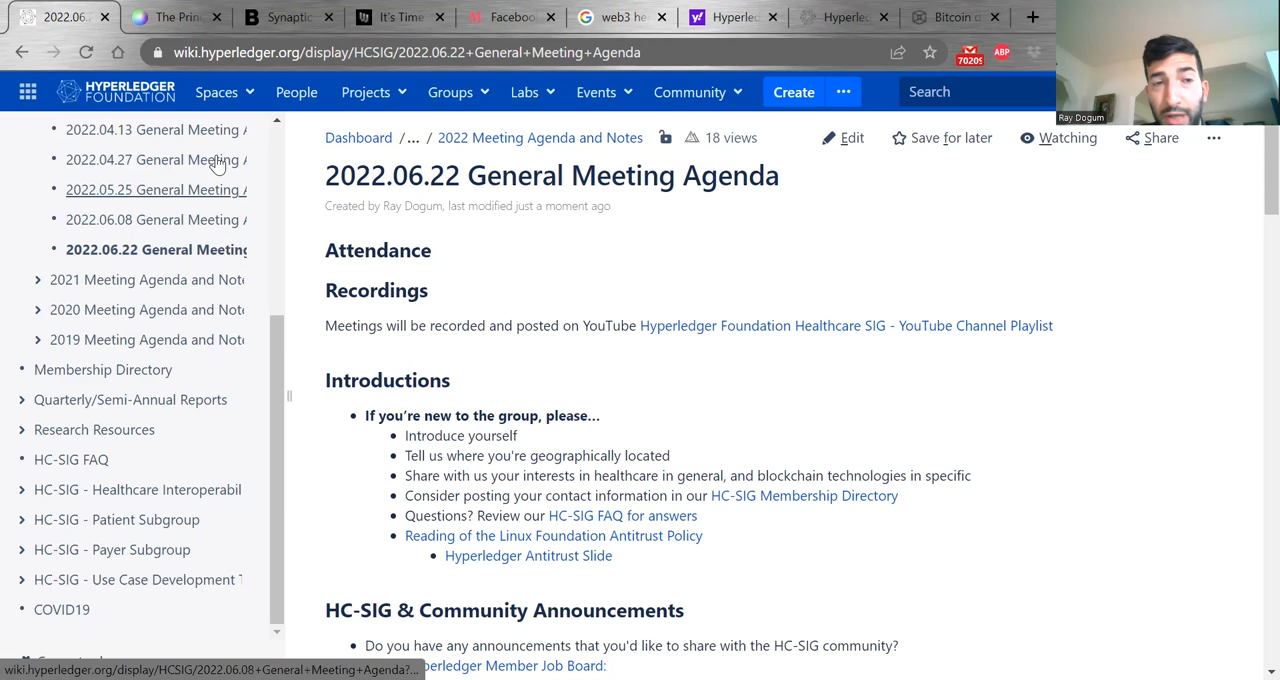 2022.06.
The Prin
Synaptic
It's Time
Faceboo
web3 he
Hyperled
Hyperle
Bitcoin d
wiki.hyperledger.org/display/HCSIG/2022.06.22+General+Meeting+Agenda
70209
ABP
HYPERLEDGER
FOUNDATION
Spaces
People
Projects
Groups
Labs
Events
Community
Create
Search
Ray Dogum
2022.04.13 General Meeting A
2022.04.27 General Meeting A
2022.05.25 General Meeting A
2022.06.08 General Meeting A
2022.06.22 General Meeting
2021 Meeting Agenda and Note
2020 Meeting Agenda and Note
2019 Meeting Agenda and Note
Membership Directory
Quarterly/Semi-Annual Reports
Research Resources
HC-SIG FAQ
HC-SIG - Healthcare Interoperabil
HC-SIG - Patient Subgroup
HC-SIG - Payer Subgroup
HC-SIG - Use Case Development T
COVID19
Dashboard /... / 2022 Meeting Agenda and Notes 18 views
Edit Save for later Watching Share
2022.06.22 General Meeting Agenda
Created by Ray Dogum, last modified just a moment ago
Attendance
Recordings
Meetings will be recorded and posted on YouTube Hyperledger Foundation Healthcare SIG - YouTube Channel Playlist
Introductions
If you're new to the group, please...
Introduce yourself
Tell us where you're geographically located
Share with us your interests in healthcare in general, and blockchain technologies in specific
Consider posting your contact information in our HC-SIG Membership Directory
Questions? Review our HC-SIG FAQ for answers
Reading of the Linux Foundation Antitrust Policy
Hyperledger Antitrust Slide
HC-SIG & Community Announcements
Do you have any announcements that you'd like to share with the HC-SIG community?
perledger Member Job Board:
wiki.hyperledger.org/display/HCSIG/2022.06.08+General+Meeting+Agenda?...